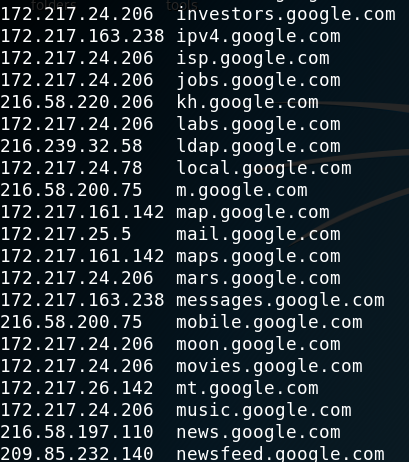 folders tools
172.217.24.206 investors.google.com
172.217.163.238 ipv4.google.com
172.217.24.206 isp.google.com
172.217.24.206 jobs.google.com
216.58.220.206 kh.google.com
172.217.24.206 labs.google.com
216.239.32.58 ldap.google.com
172.217.24.78 local.google.com
216.58.200.75 m.google.com
172.217.161.142 map.google.com
172.217.25.5 mail.google.com
172.217.161.142 maps.google.com
172.217.24.206 mars.google.com
172.217.163.238 messages.google.com
216.58.200.75 mobile.google.com
172.217.24.206 moon.google.com
172.217.24.206 movies.google.com
172.217.26.142 mt.google.com
172.217.24.206 music.google.com
216.58.197.110 news.google.com
209.85.232.140 newsfeed.google.com